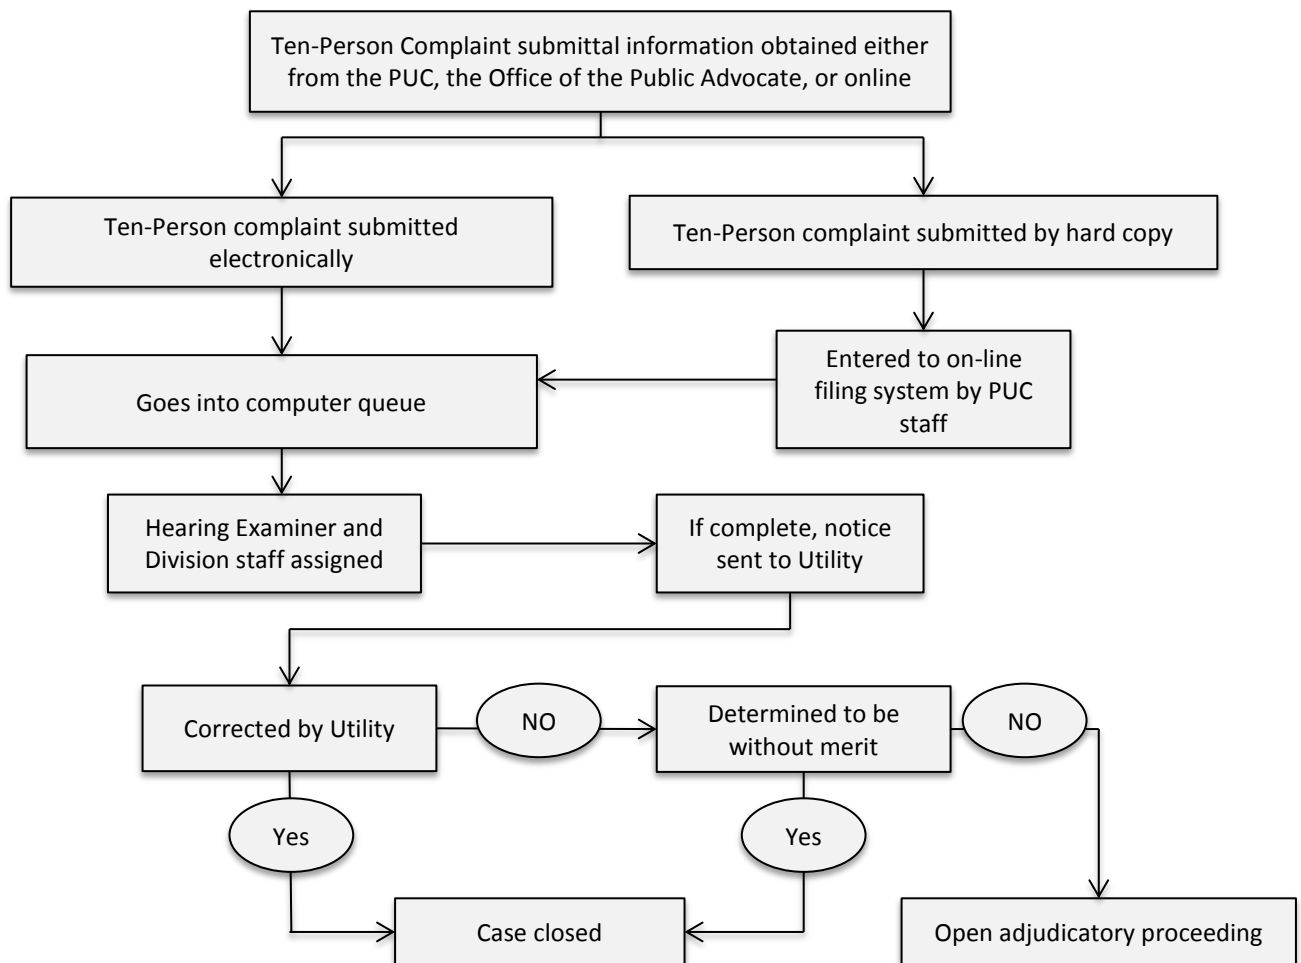 Ten-Person Complaint submittal information obtained either
from the PUC, the Office of the Public Advocate, or online
Ten-Person complaint submitted
electronically
Ten-Person complaint submitted by hard copy
Goes into computer queue
Entered to on-line
filing system by PUC
staff
Hearing Examiner and
Division staff assigned
If complete, notice
sent to Utility
Corrected by Utility
NO
Determined to be
without merit
NO
Yes
Yes
Case closed
Open adjudicatory proceeding